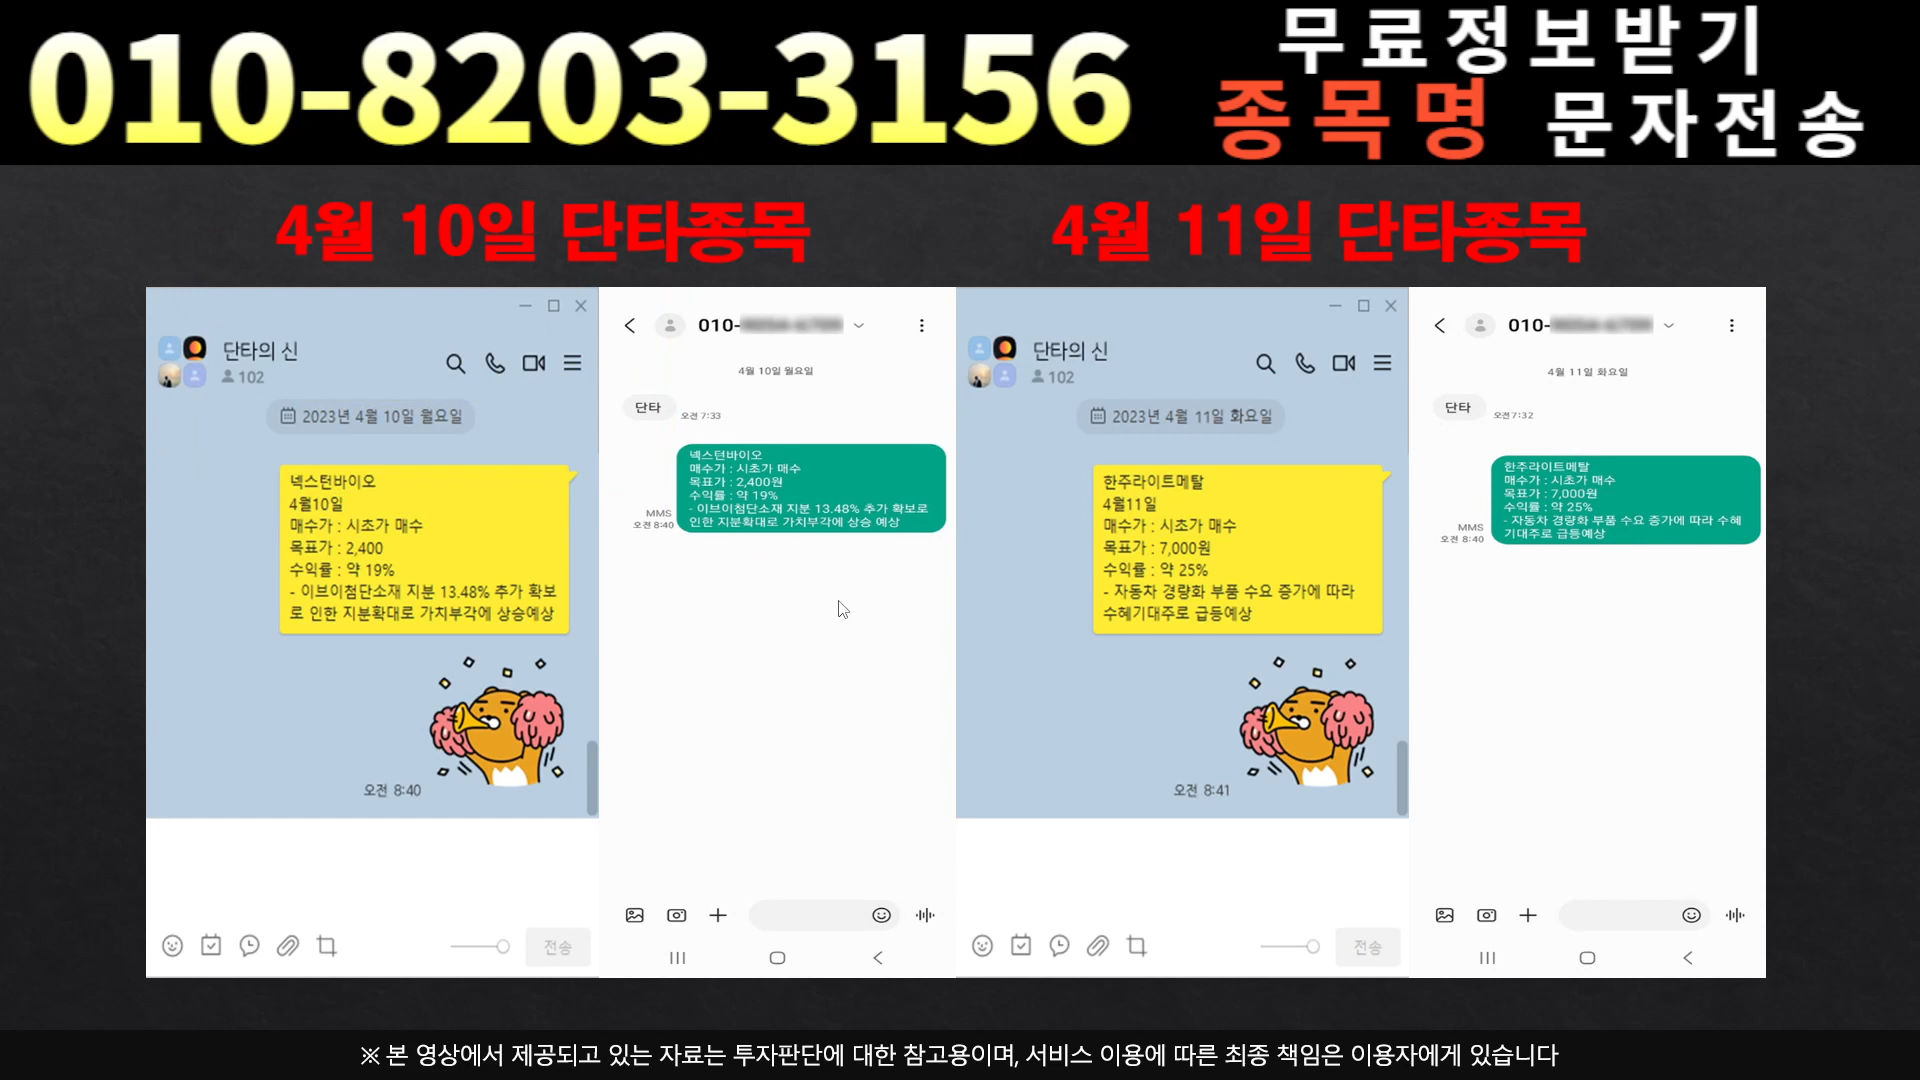 010-8203-3156
무료정보받기
종목명 문자전송
4월 10일 단타종목
4월 11일 단타종목
단타의 신
102
2023년 4월 10일 월요일
넥스턴바이오
4월10일
매수가 : 시초가 매수
목표가 : 2,400
수익률 : 약 19%
- 이브이첨단소재 지분 13.48% 추가 확보
로 인한 지분확대로 가치부각에 상승예상
오전 8:40
전송
010-
4월 10일 월요일
단타
오전 7:33
넥스턴바이오
매수가 : 시초가 매수
목표가 : 2,400원
수익률 : 약 19%
- 이브이첨단소재 지분 13.48% 추가 확보로
인한 지분확대로 가치부각에 상승 예상
MMS
오전 8:40
단타의 신
102
2023년 4월 11일 화요일
한주라이트메탈
4월11일
매수가 : 시초가 매수
목표가 : 7,000원
수익률 : 약 25%
- 자동차 경량화 부품 수요 증가에 따라
수혜기대주로 급등예상
오전 8:41
전송
010-
4월 11일 화요일
단타
오전 7:32
한주라이트메탈
매수가 : 시초가 매수
목표가 : 7,000원
수익률 : 약 25%
- 자동차 경량화 부품 수요 증가에 따라 수혜
기대주로 급등예상
MMS
오전 8:40
※ 본 영상에서 제공되고 있는 자료는 투자판단에 대한 참고용이며, 서비스 이용에 따른 최종 책임은 이용자에게 있습니다